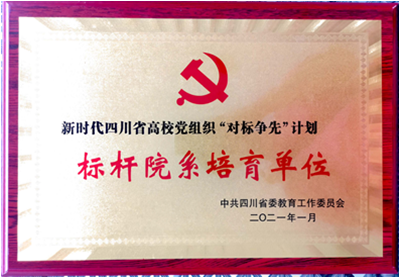 新时代四川省高校党组织“对标争先”计划
标杆院系培育单位
中共四川省委教育工作委员会
二〇二一年一月